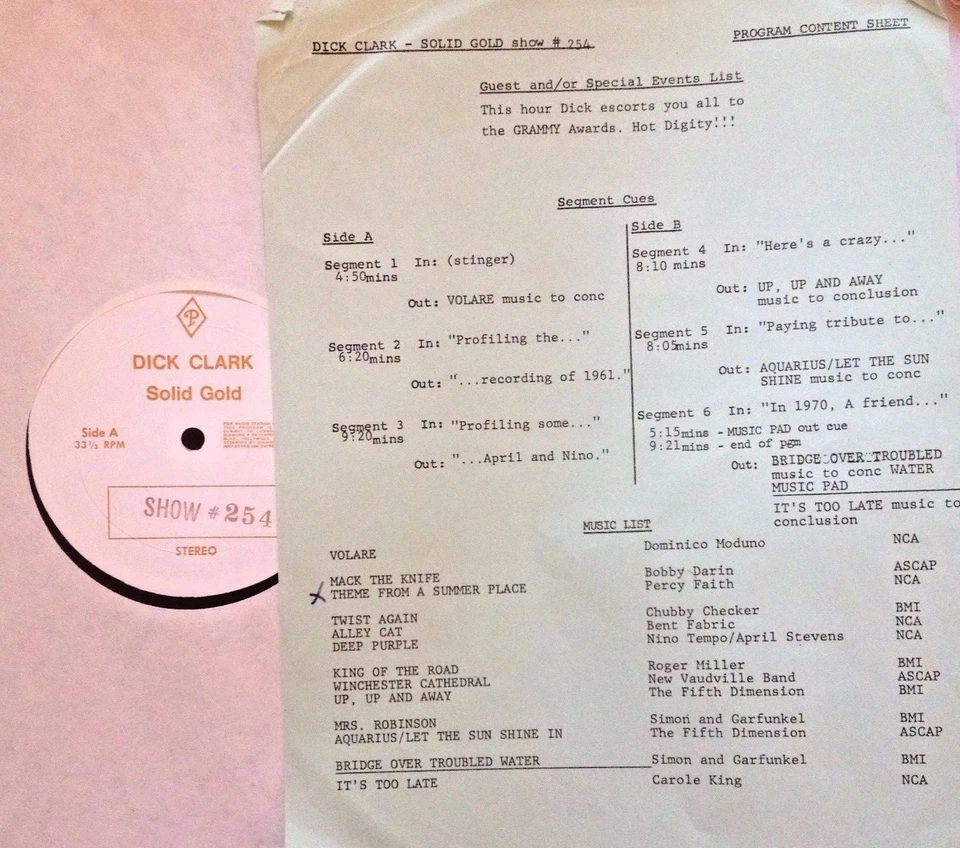 DICK CLARK - SOLID GOLD show # 254
PROGRAM CONTENT SHEET
Guest and/or Special Events List
This hour Dick escorts you all to
the GRAMMY Awards. Hot Digity!!!
Segment Cues
Side A
Segment 1 In: (stinger)
4:50mins
Out: VOLARE music to conc
Segment 2 In: "Profiling the..."
6:20mins
Out: "...recording of 1961."
Segment 3 In: "Profiling some..."
9:20mins
Out: "...April and Nino."
Side B
Segment 4 In: "Here's a crazy..."
8:10 mins
Out: UP, UP AND AWAY
music to conclusion
Segment 5 In: "Paying tribute to..."
8:05mins
Out: AQUARIUS/LET THE SUN
SHINE music to conc
Segment 6 In: "In 1970, A friend..."
5:15mins - MUSIC PAD out cue
9:21mins - end of pgm
Out: BRIDGE OVER TROUBLED
music to conc WATER
MUSIC PAD
IT'S TOO LATE music to
conclusion
MUSIC LIST
VOLARE Dominico Moduno NCA
MACK THE KNIFE Bobby Darin ASCAP
THEME FROM A SUMMER PLACE Percy Faith NCA
TWIST AGAIN Chubby Checker BMI
ALLEY CAT Bent Fabric NCA
DEEP PURPLE Nino Tempo/April Stevens NCA
KING OF THE ROAD Roger Miller BMI
WINCHESTER CATHEDRAL New Vaudville Band ASCAP
UP, UP AND AWAY The Fifth Dimension BMI
MRS. ROBINSON Simon and Garfunkel BMI
AQUARIUS/LET THE SUN SHINE IN The Fifth Dimension ASCAP
BRIDGE OVER TROUBLED WATER Simon and Garfunkel BMI
IT'S TOO LATE Carole King NCA
P
DICK CLARK
Solid Gold
Side A
33 1/3 RPM
SHOW #254
STEREO